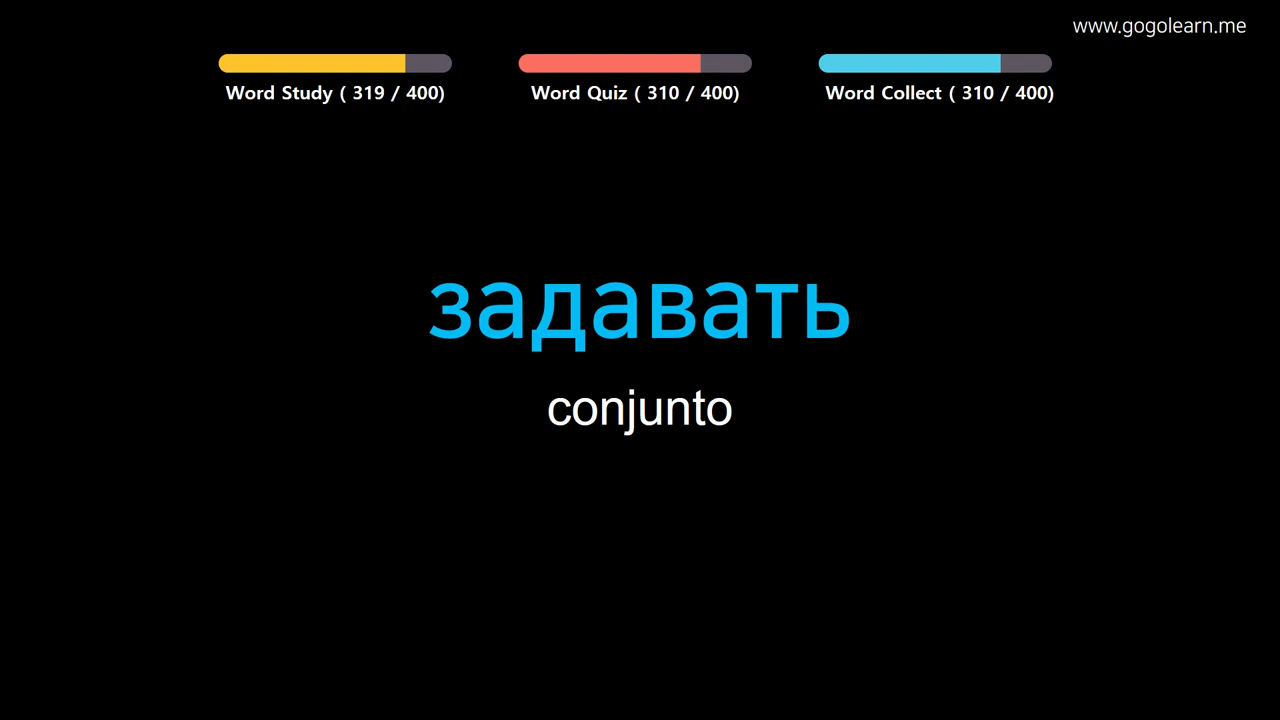 www.gogolearn.me
Word Study ( 319 / 400)
Word Quiz ( 310 / 400)
Word Collect ( 310 / 400)
задавать
conjunto